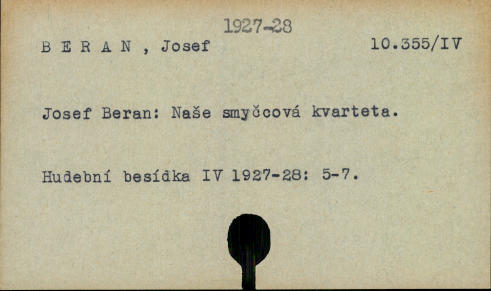 1927-28
B E R A N , Josef 10.355/IV
Josef Beran: Naše smyčcová kvarteta.
Hudební besídka IV 1927-28: 5-7.